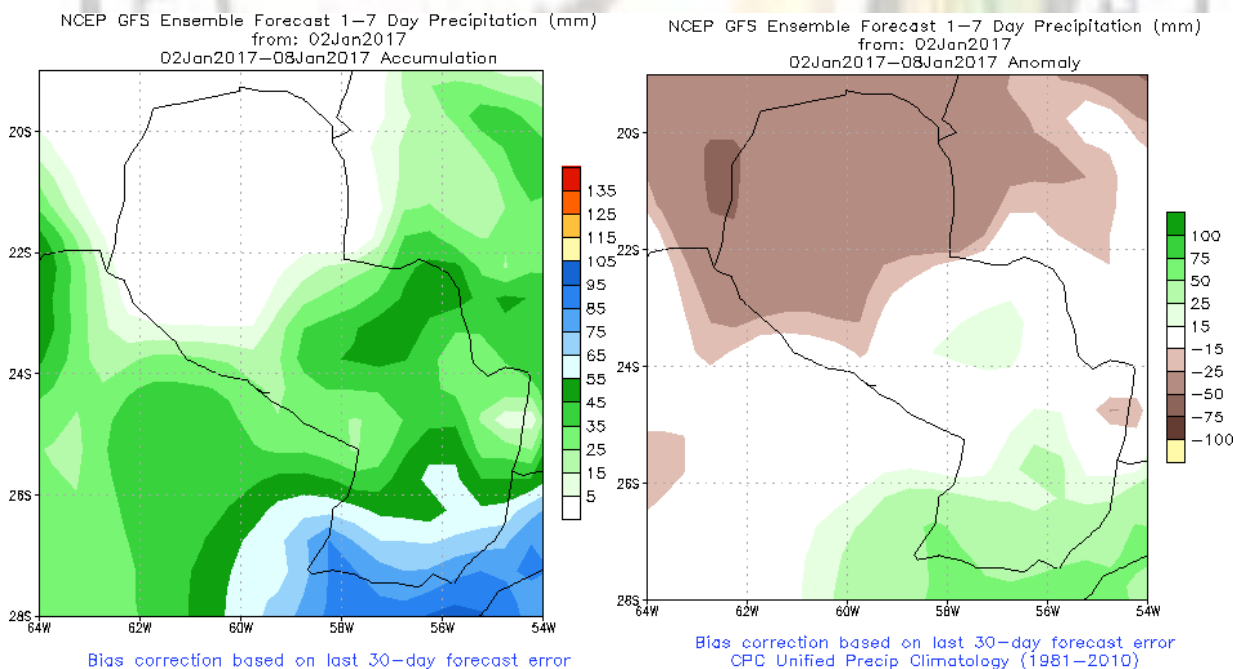 NCEP GFS Ensemble Forecast 1–7 Day Precipitation (mm)
from: 02Jan2017
02Jan2017–08Jan2017 Accumulation
20S
22S
24S
26S
28S
64W
62W
60W
58W
56W
54W
135
125
115
105
95
85
75
65
55
45
35
25
15
5
Bias correction based on last 30–day forecast error
NCEP GFS Ensemble Forecast 1–7 Day Precipitation (mm)
from: 02Jan2017
02Jan2017–08Jan2017 Anomaly
20S
22S
24S
26S
28S
64W
62W
60W
58W
56W
54W
100
75
50
25
15
−15
−25
−50
−75
−100
Bias correction based on last 30–day forecast error
CPC Unified Precip Climatology (1981–2010)